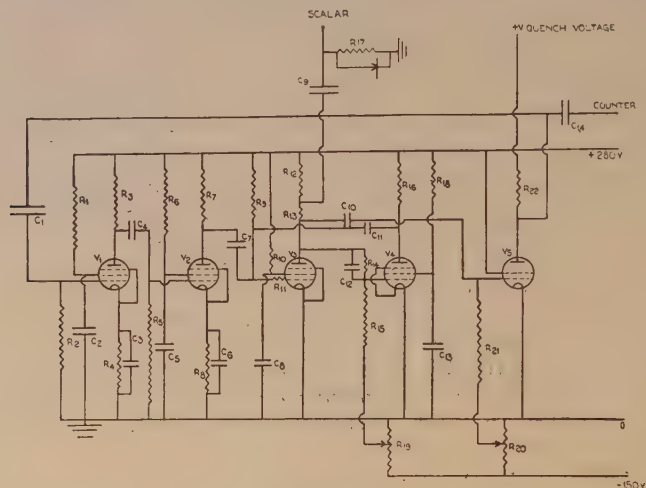 SCALAR
+V QUENCH VOLTAGE
R17
C9
COUNTER
C14
+280V
R12
R1
R3
R6
R7
R9
R16
R18
R22
C1
C4
R13
C10
C7
C11
V1
V2
R10
V3
V4
V5
R11
C12
R14
R5
R15
R2
C2
C3
C5
C6
C8
C13
R21
R4
R8
0
R19
R20
-150V